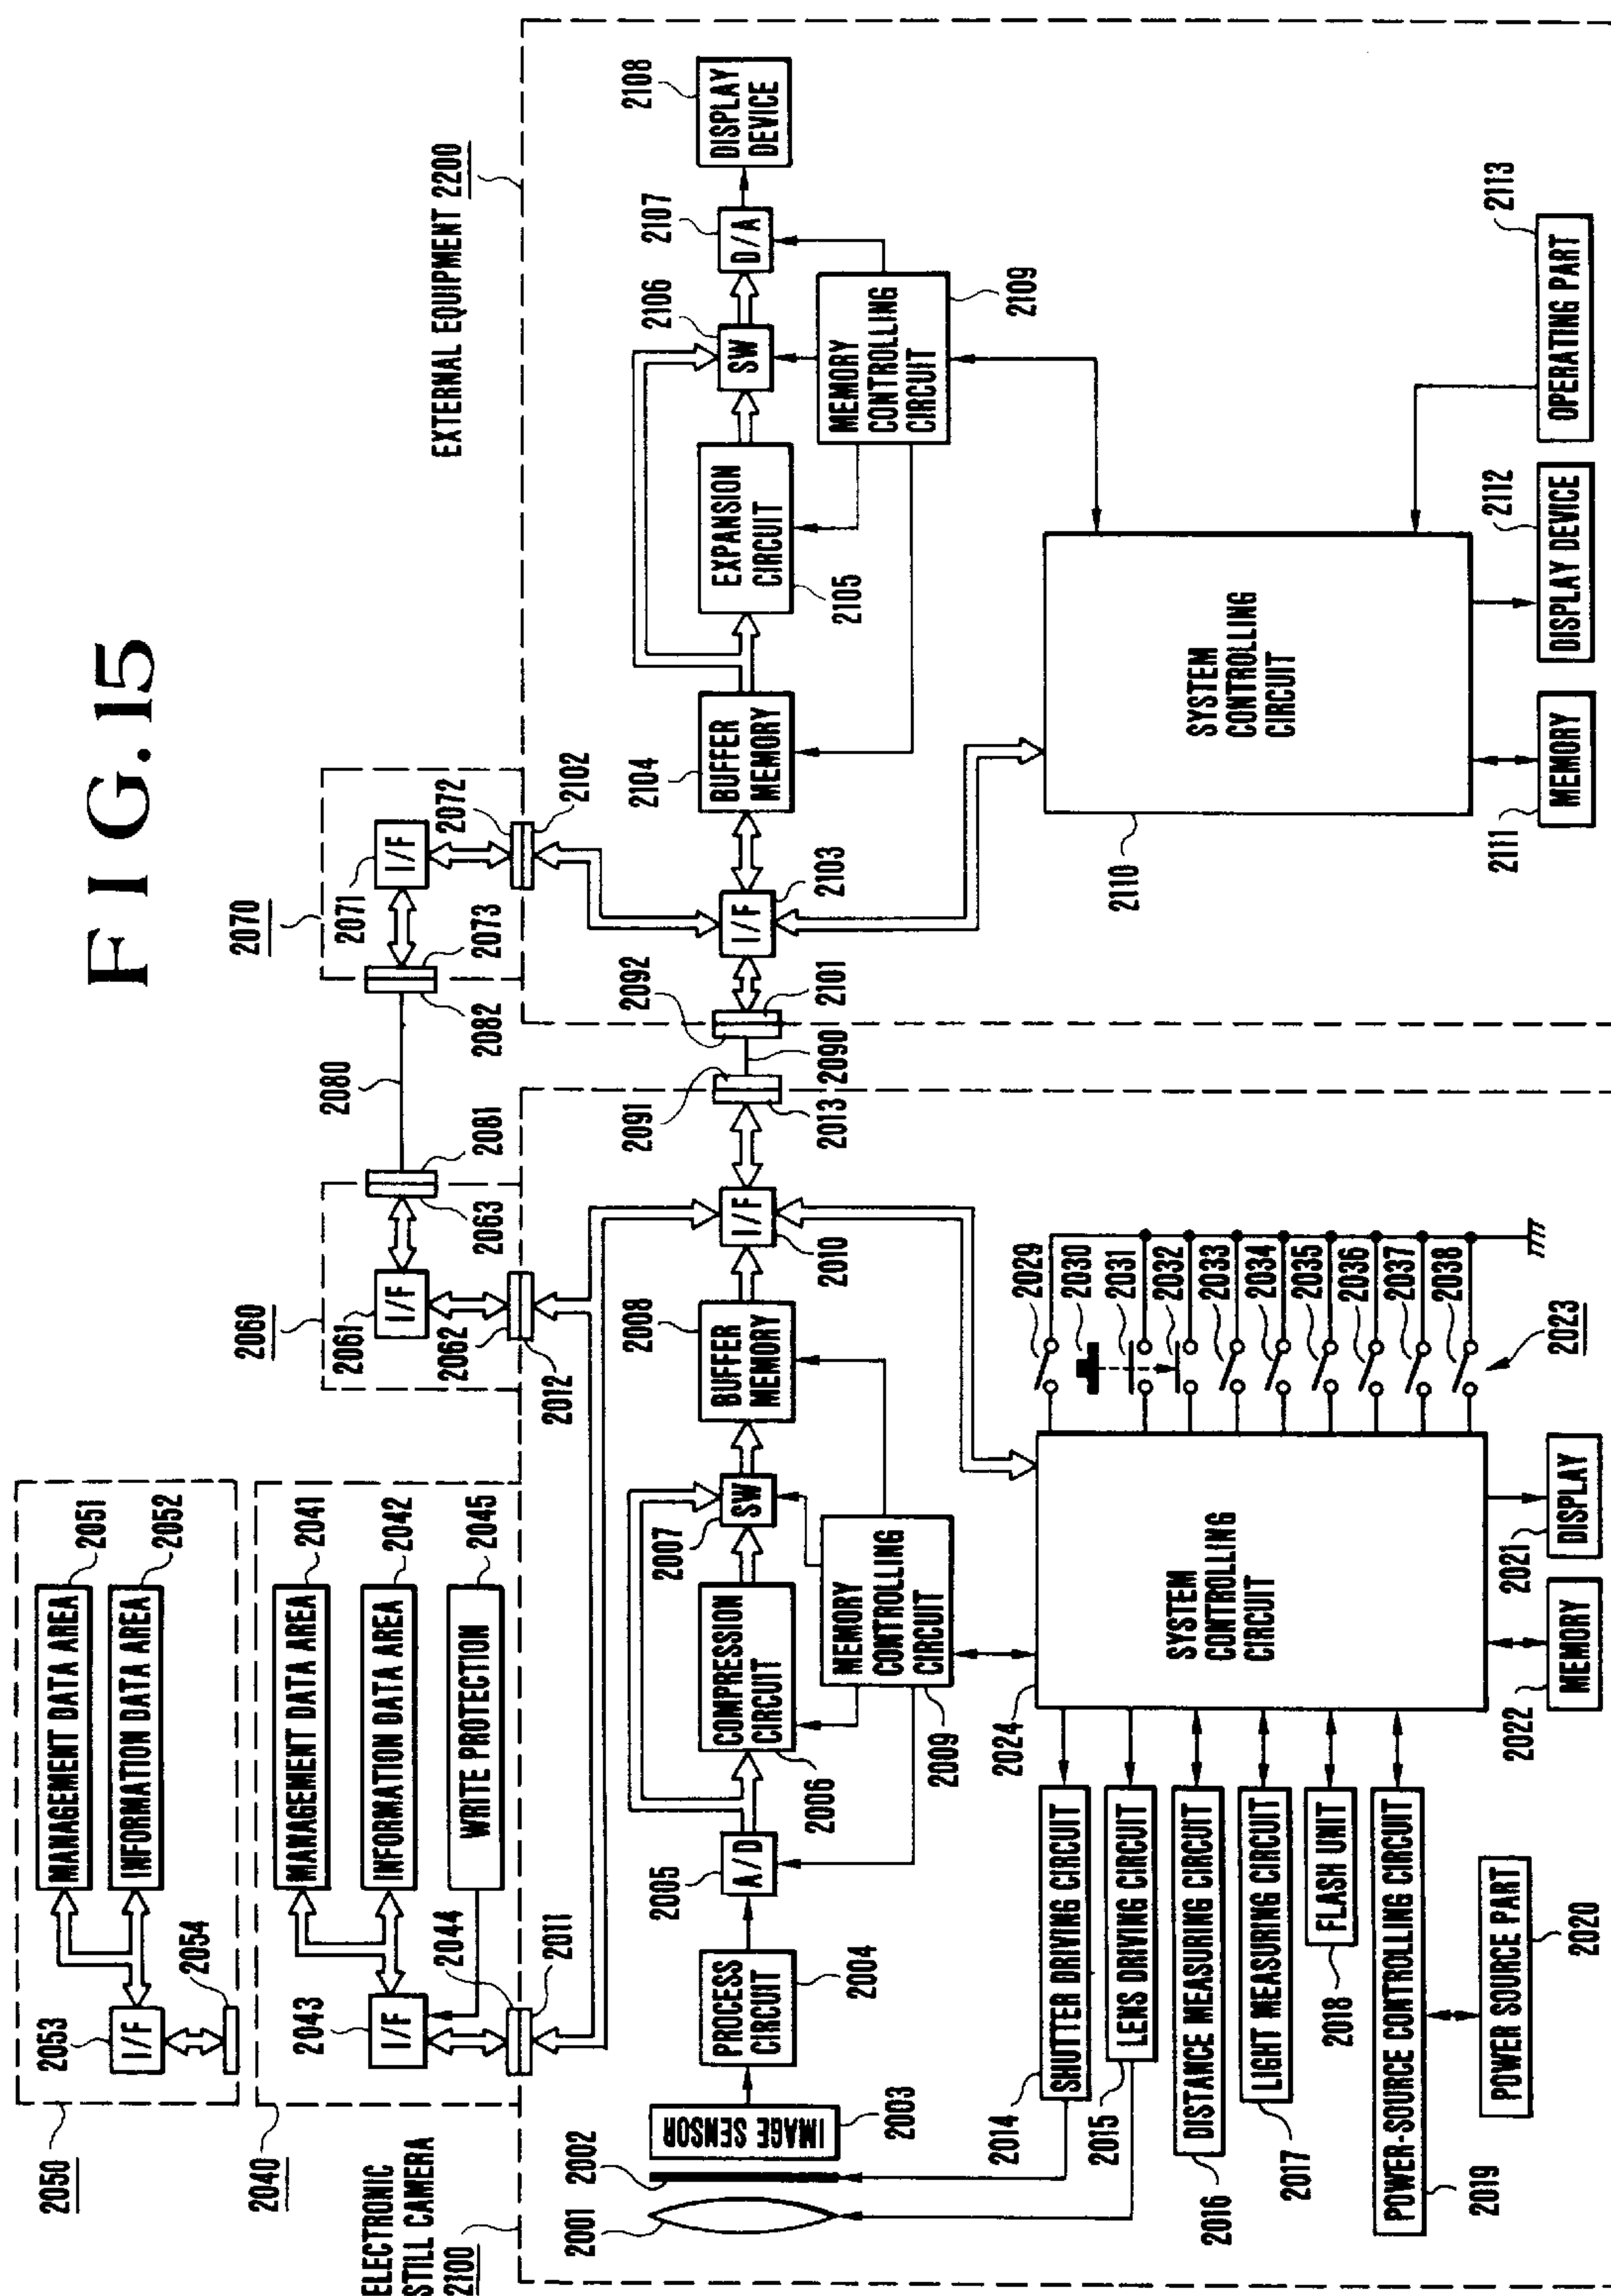 FIG.15
2050
2053
I/F
2054
MANAGEMENT DATA AREA
2051
INFORMATION DATA AREA
2052
2040
2043
I/F
2044
2011
MANAGEMENT DATA AREA
2041
INFORMATION DATA AREA
2042
WRITE PROTECTION
2045
2060
2061
I/F
2062
2012
2063
2081
2080
2082
2073
2070
2071
I/F
2072
2102
ELECTRONIC
STILL CAMERA
2100
EXTERNAL EQUIPMENT 2200
2001
2002
IMAGE SENSOR
2003
PROCESS
CIRCUIT
2004
2005
A/D
COMPRESSION
CIRCUIT
2006
2007
SW
2008
BUFFER
MEMORY
I/F
2010
MEMORY
CONTROLLING
CIRCUIT
2009
2091
2013
2090
2092
2101
I/F
2103
2104
BUFFER
MEMORY
EXPANSION
CIRCUIT
2105
2106
SW
2107
D/A
2108
DISPLAY
DEVICE
MEMORY
CONTROLLING
CIRCUIT
2109
2014
SHUTTER DRIVING CIRCUIT
2015
LENS DRIVING CIRCUIT
2016
DISTANCE MEASURING CIRCUIT
2017
LIGHT MEASURING CIRCUIT
2018
FLASH UNIT
2019
POWER-SOURCE CONTROLLING CIRCUIT
POWER SOURCE PART
2020
2024
SYSTEM
CONTROLLING
CIRCUIT
2022
MEMORY
2021
DISPLAY
2029
2030
2031
2032
2033
2034
2035
2036
2037
2038
2023
2110
SYSTEM
CONTROLLING
CIRCUIT
2111
MEMORY
2112
DISPLAY DEVICE
2113
OPERATING PART